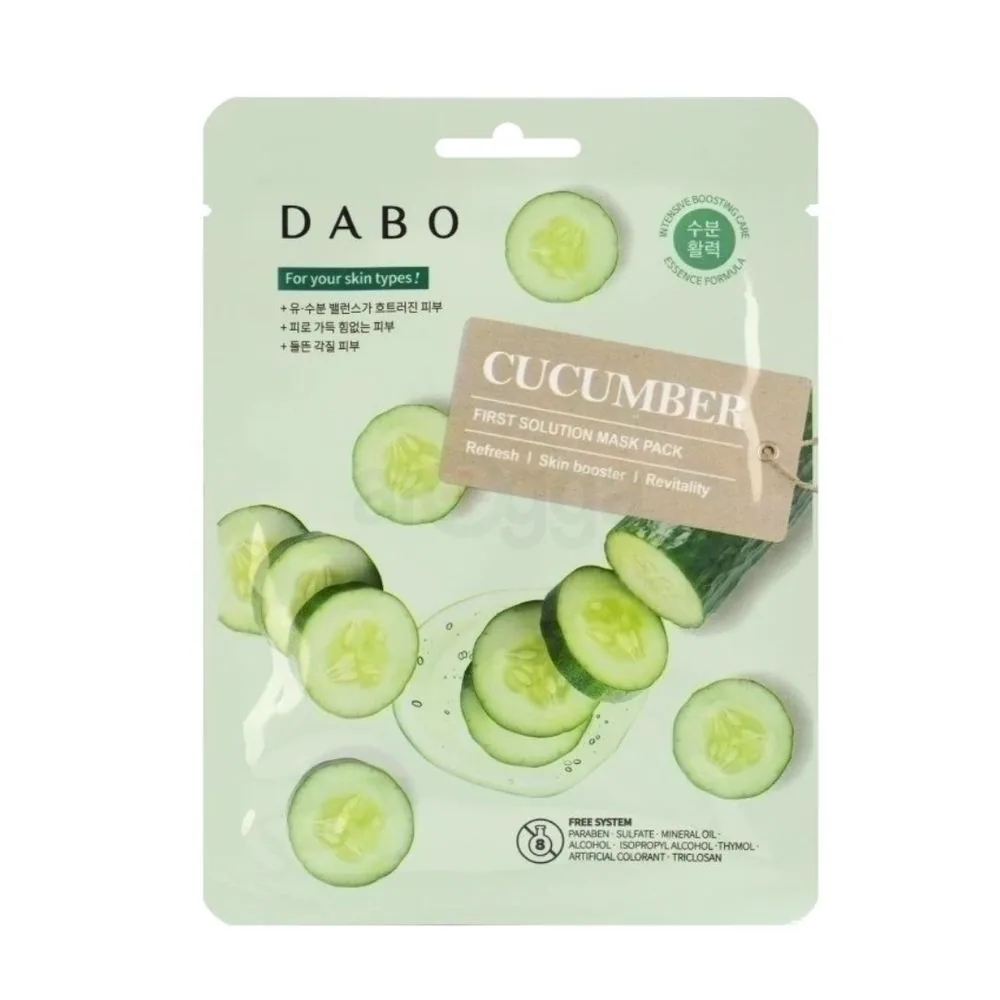 DABO
For your skin types!
+ 유·수분 밸런스가 흐트러진 피부
+ 피로 가득 힘없는 피부
+ 들뜬 각질 피부
INTENSIVE BOOSTING CARE
수분
활력
ESSENCE FORMULA
CUCUMBER
FIRST SOLUTION MASK PACK
Refresh | Skin booster | Revitality
8
FREE SYSTEM
PARABEN · SULFATE · MINERAL OIL ·
ALCOHOL · ISOPROPYL ALCOHOL · THYMOL ·
ARTIFICIAL COLORANT · TRICLOSAN